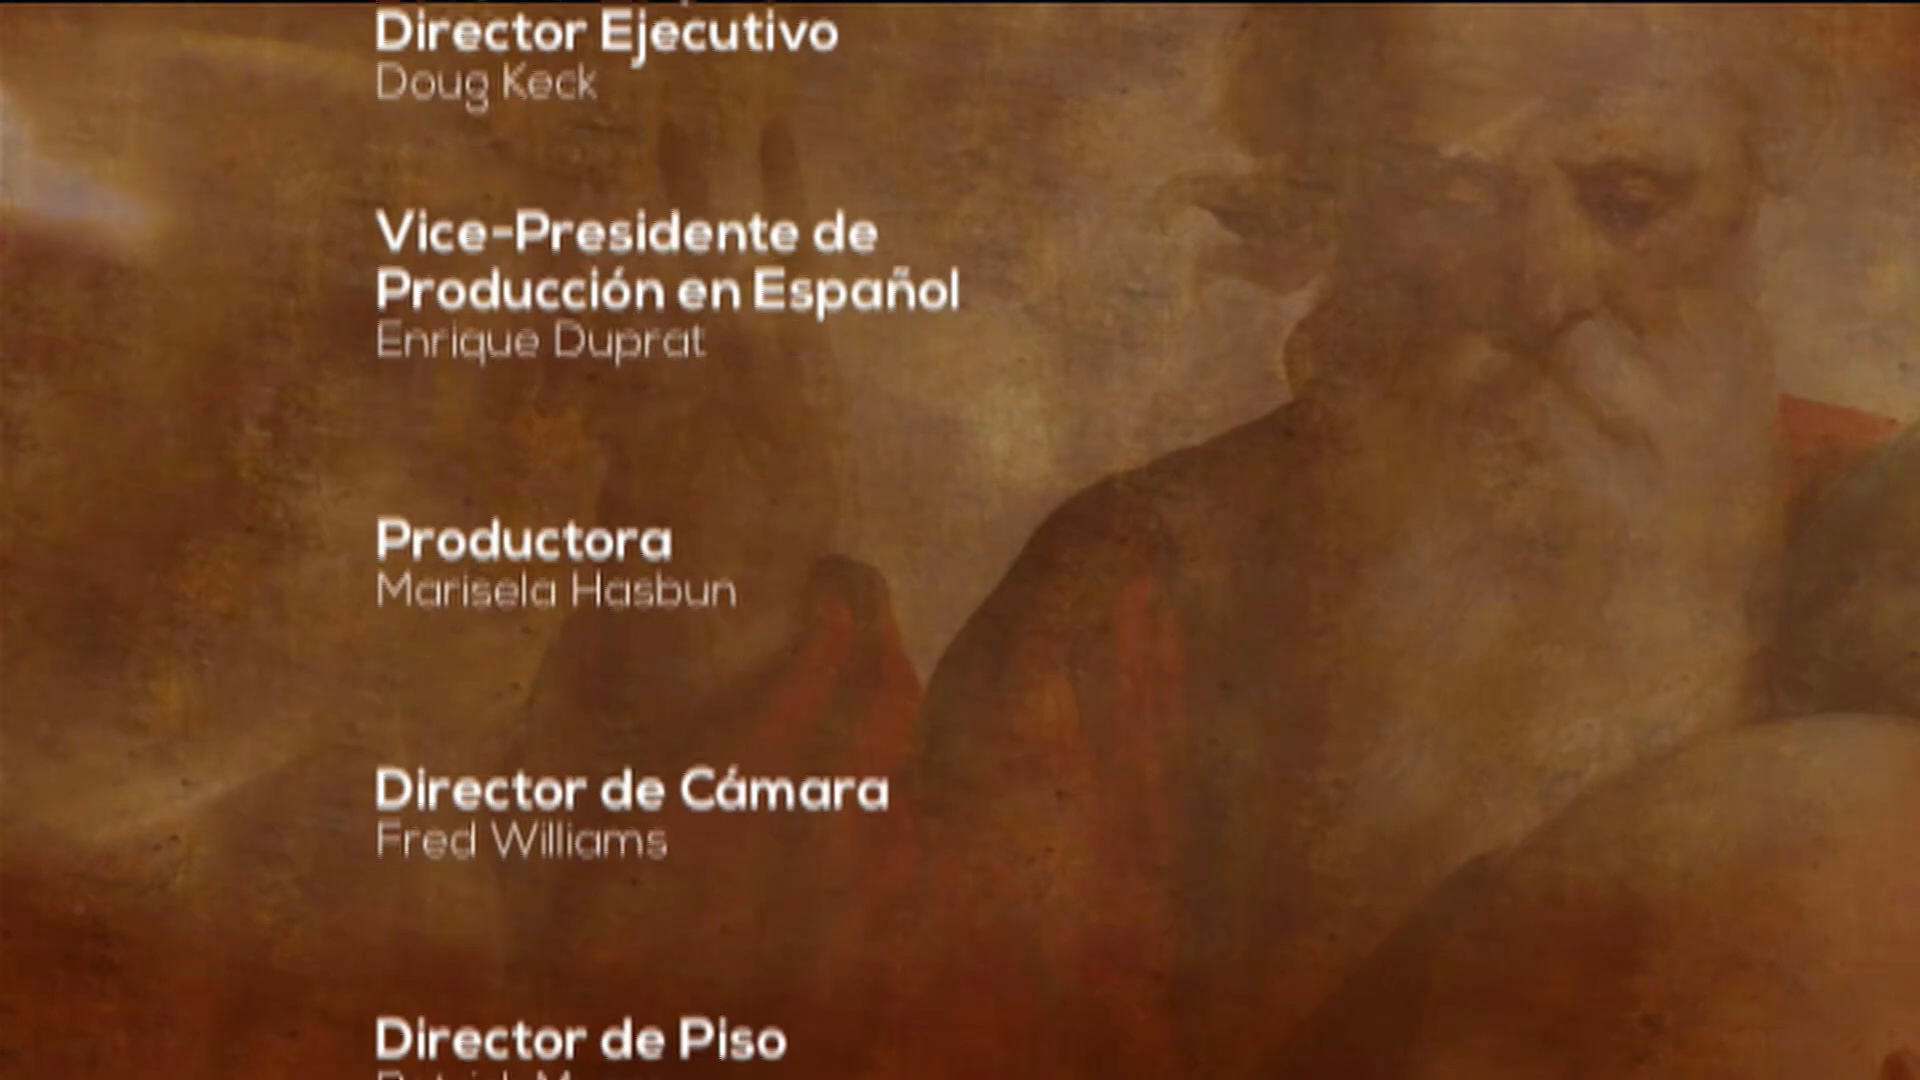 Director Ejecutivo
Doug Keck
Vice-Presidente de
Producción en Español
Enrique Duprat
Productora
Marisela Hasbun
Director de Cámara
Fred Williams
Director de Piso